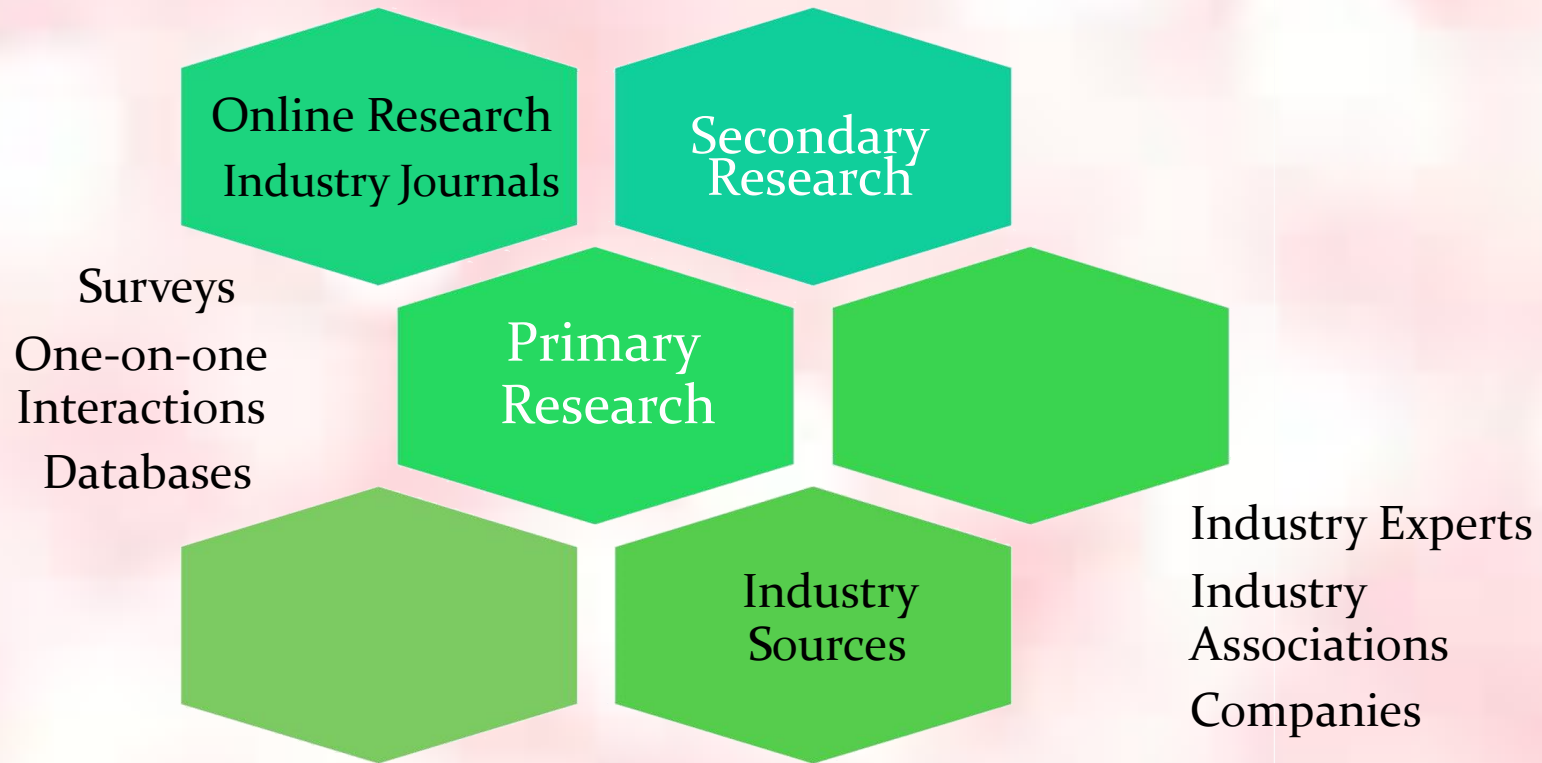 Online Research
Industry Journals
Secondary
Research
Surveys
One-on-one
Interactions
Databases
Primary
Research
Industry
Sources
Industry Experts
Industry
Associations
Companies